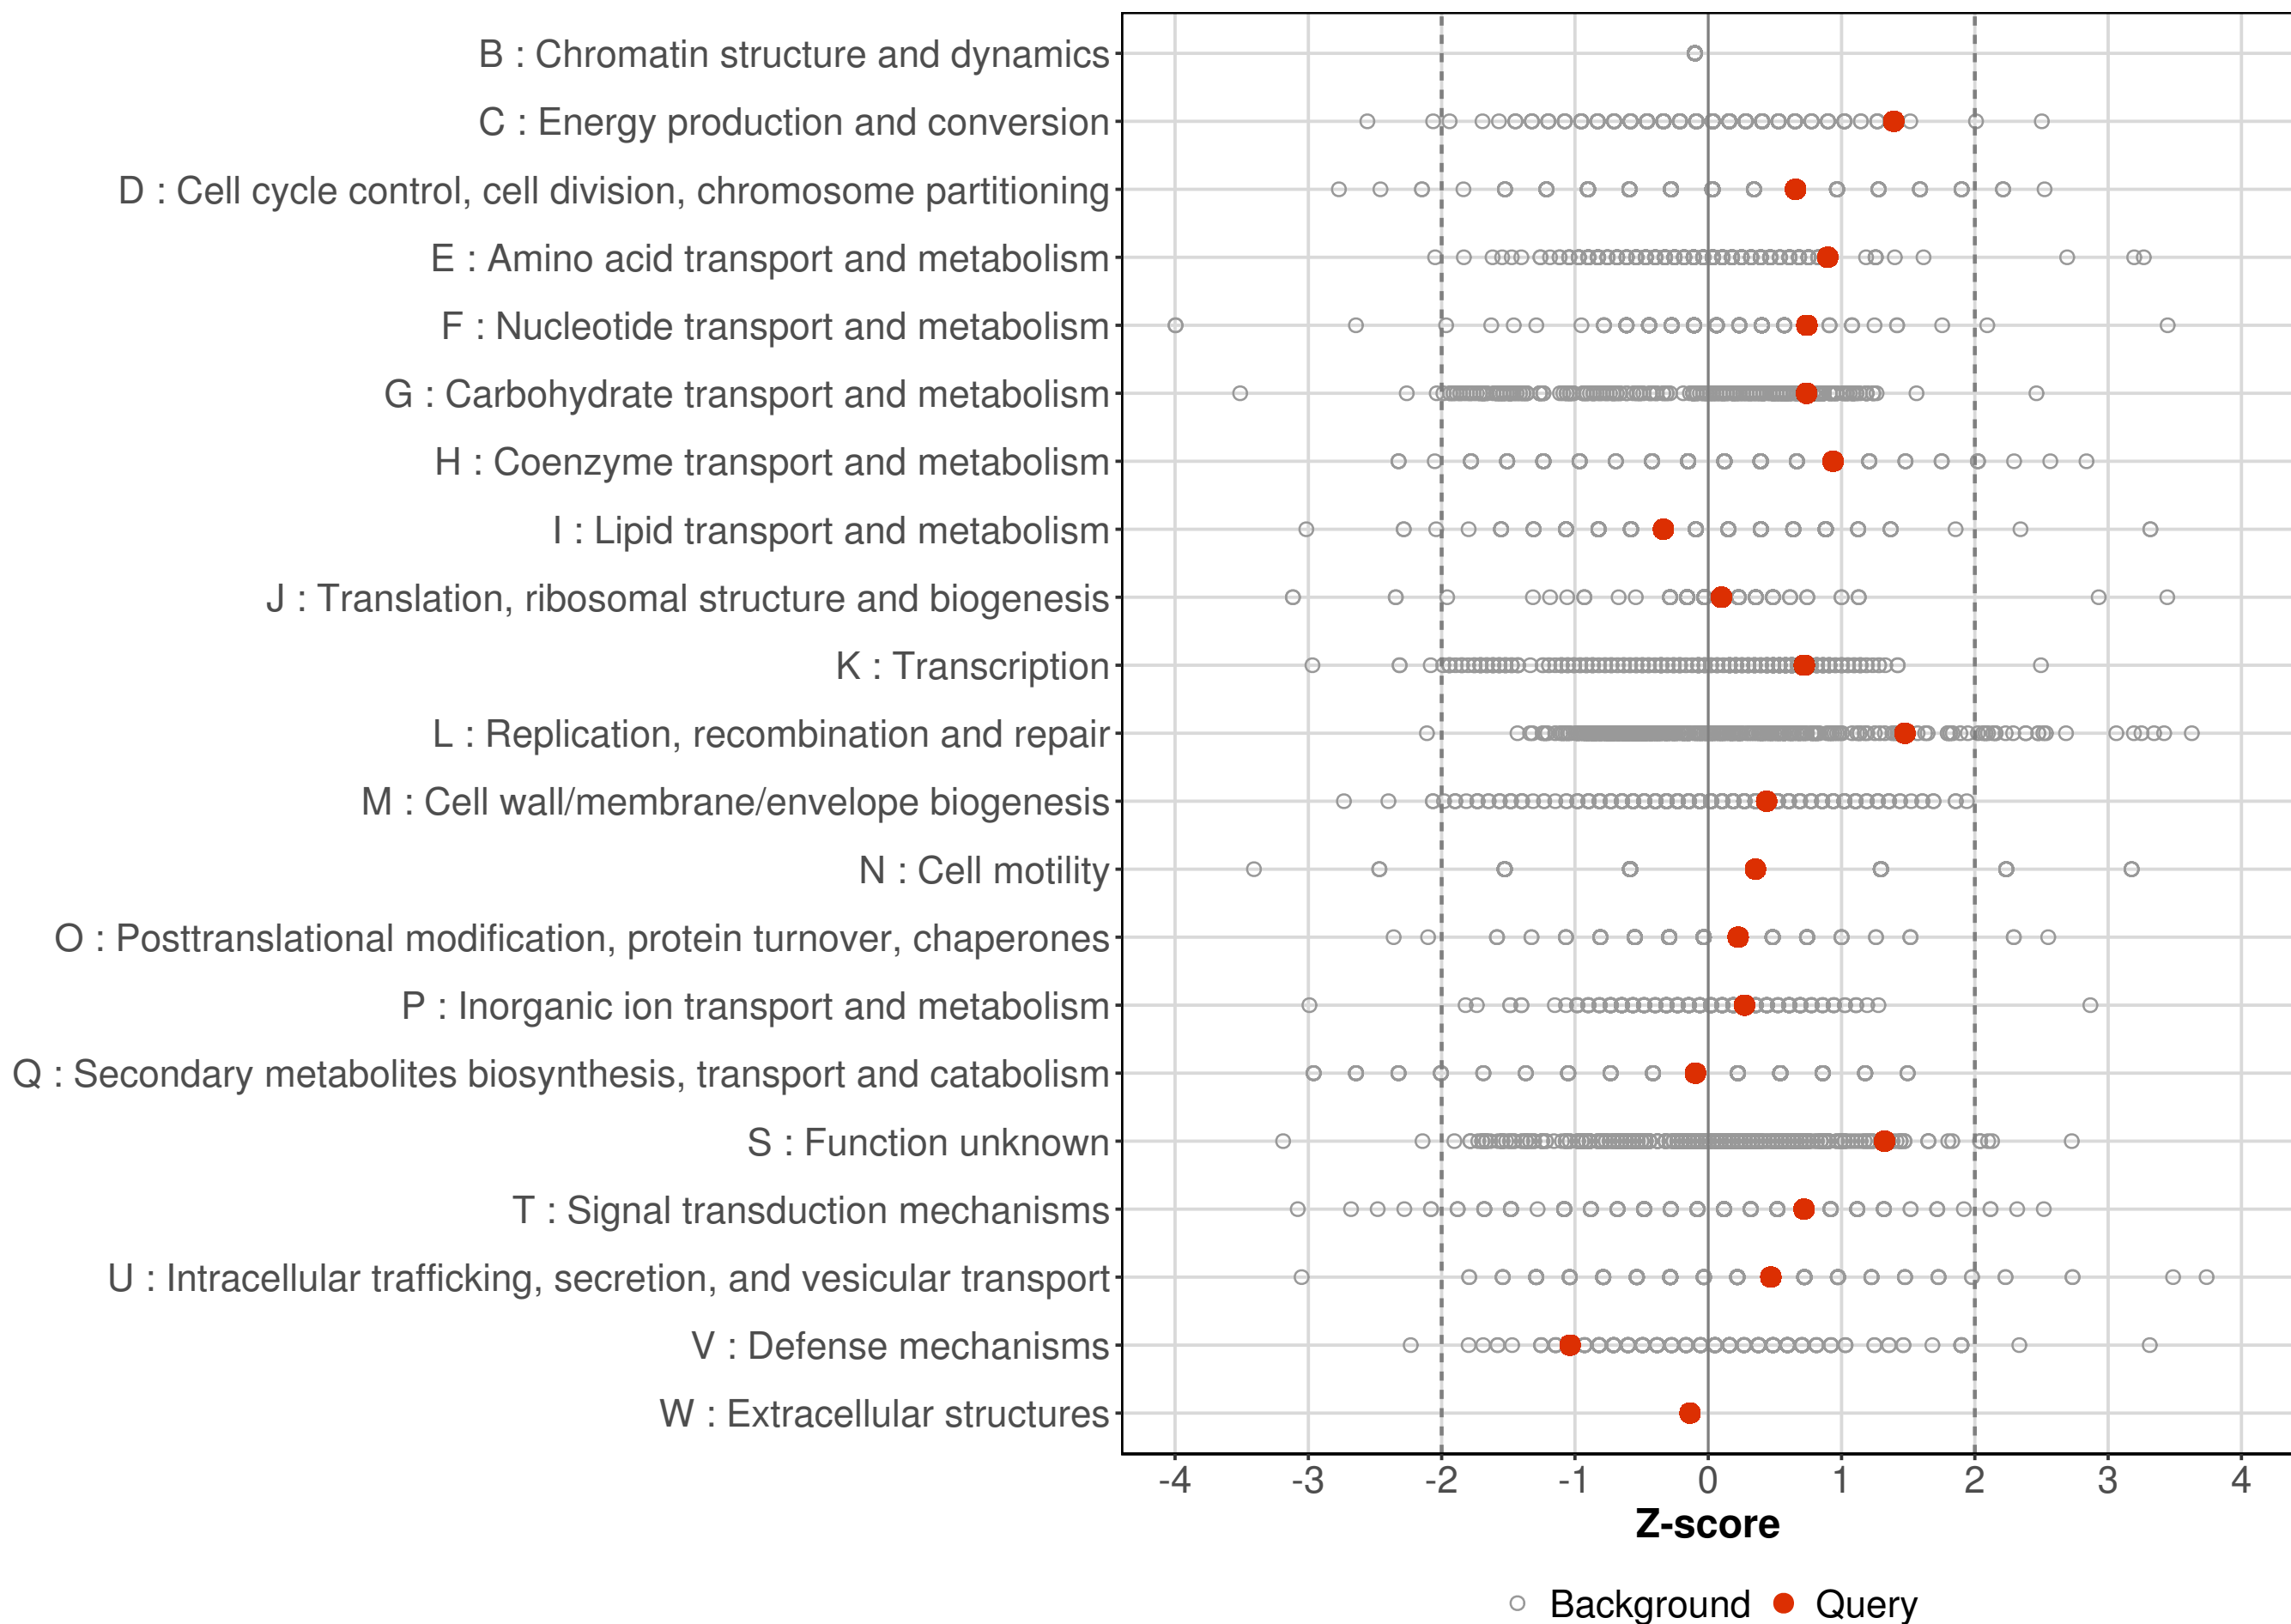 B : Chromatin structure and dynamics
C : Energy production and conversion
D : Cell cycle control, cell division, chromosome partitioning
E : Amino acid transport and metabolism
F : Nucleotide transport and metabolism
G : Carbohydrate transport and metabolism
H : Coenzyme transport and metabolism
I : Lipid transport and metabolism
J : Translation, ribosomal structure and biogenesis
K : Transcription
L : Replication, recombination and repair
M : Cell wall/membrane/envelope biogenesis
N : Cell motility
O : Posttranslational modification, protein turnover, chaperones
P : Inorganic ion transport and metabolism
Q : Secondary metabolites biosynthesis, transport and catabolism
S : Function unknown
T : Signal transduction mechanisms
U : Intracellular trafficking, secretion, and vesicular transport
V : Defense mechanisms
W : Extracellular structures
-4 -3 -2 -1 0 1 2 3 4
Z-score
Background Query